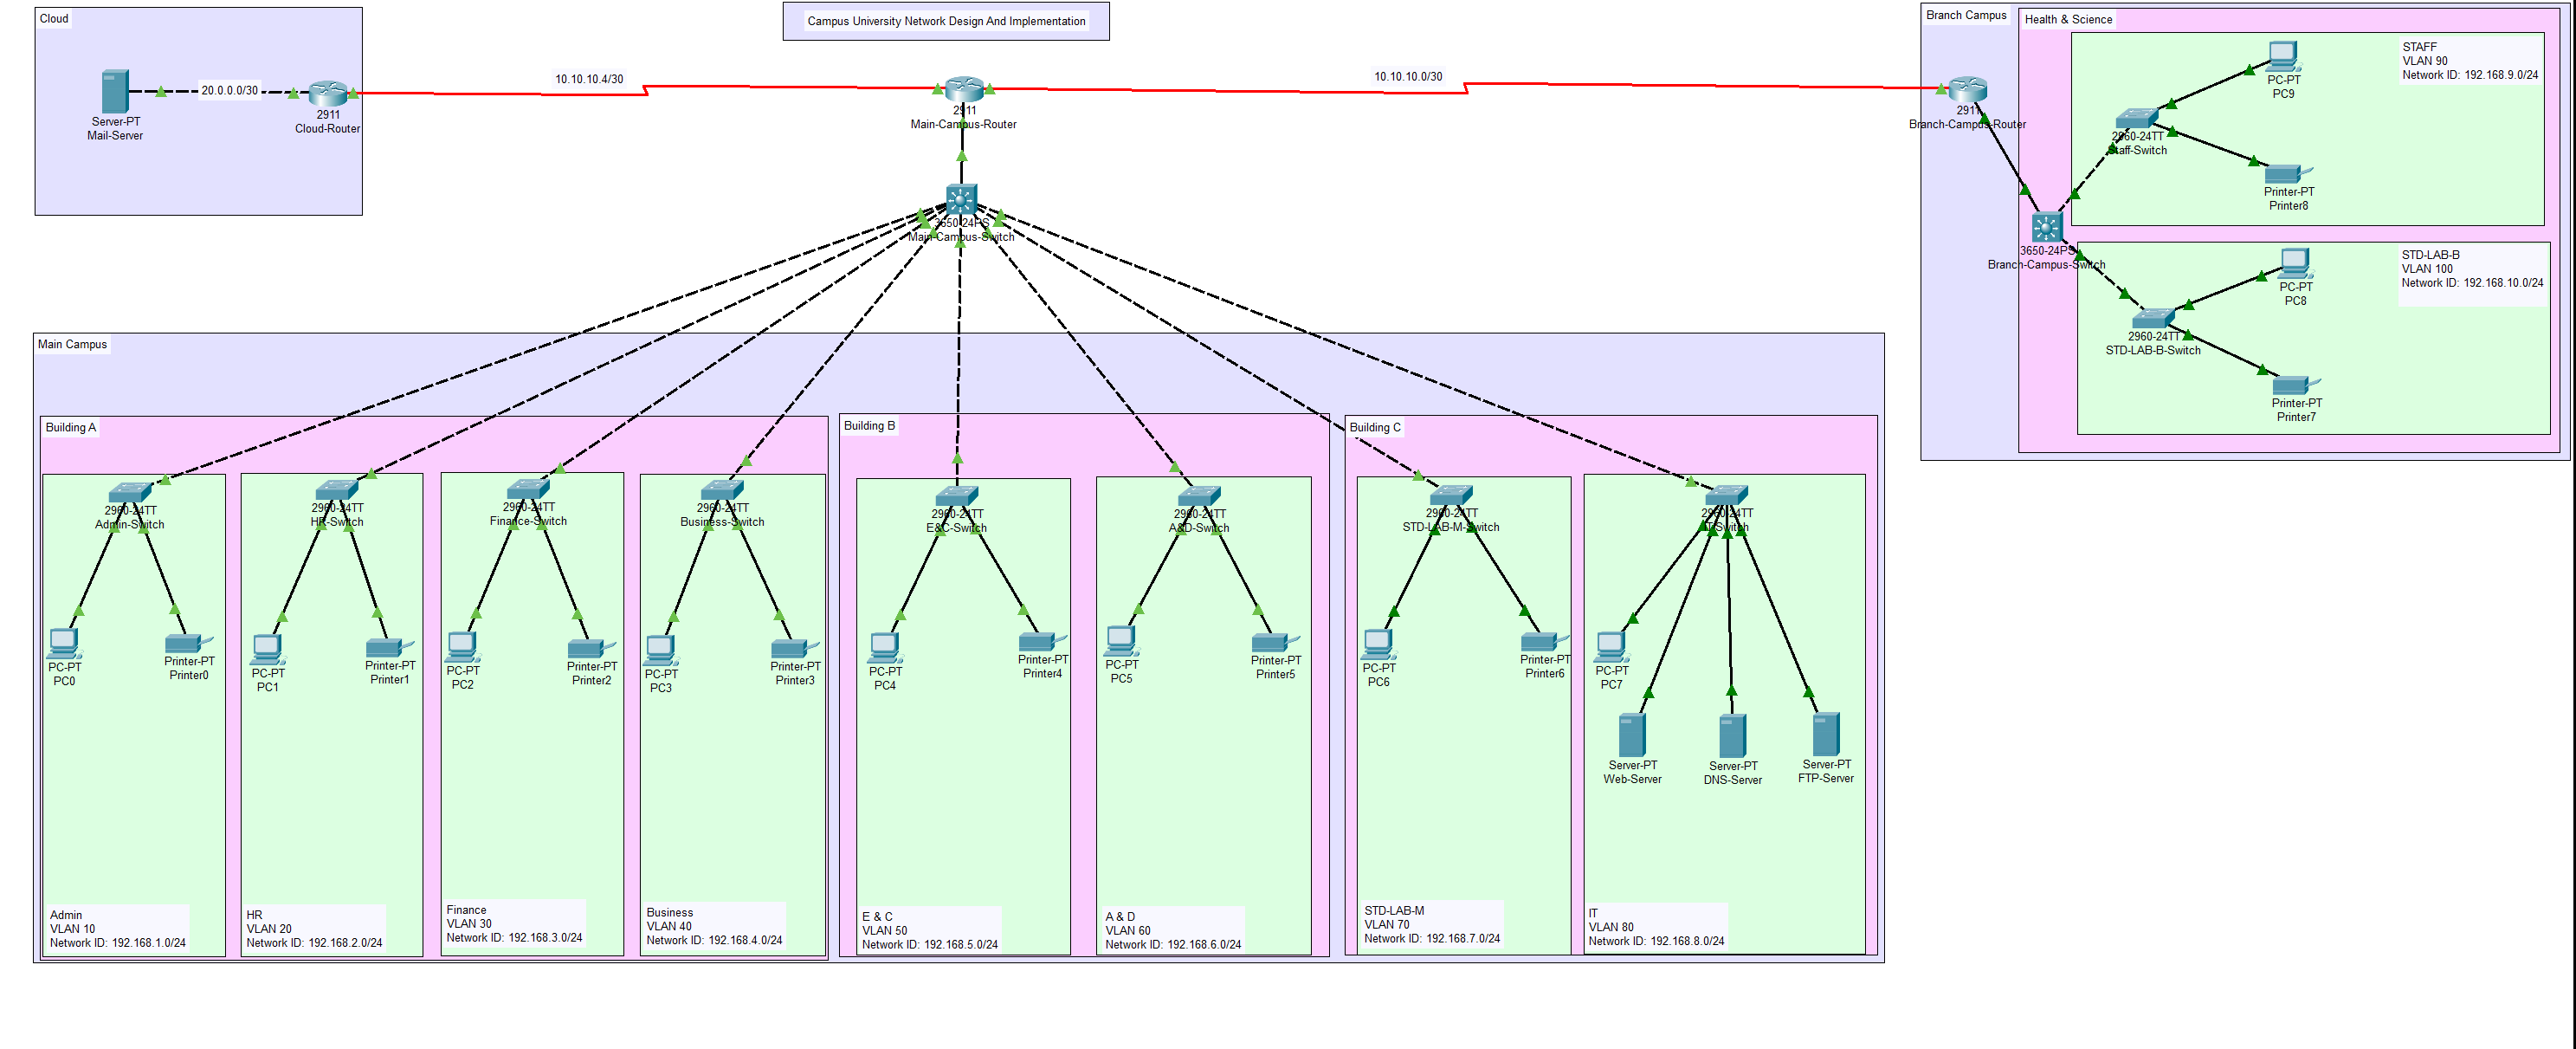 Cloud
Campus University Network Design And Implementation
Branch Campus
Health & Science
20.0.0.0/30
Server-PT
Mail-Server
2911
Cloud-Router
10.10.10.4/30
2911
Main-Campus-Router
10.10.10.0/30
2911
Branch-Campus-Router
STAFF
VLAN 90
Network ID: 192.168.9.0/24
PC-PT
PC9
2960-24TT
Staff-Switch
Printer-PT
Printer8
3650-24PS
Main-Campus-Switch
3650-24PS
Branch-Campus-Switch
STD-LAB-B
VLAN 100
Network ID: 192.168.10.0/24
PC-PT
PC8
2960-24TT
STD-LAB-B-Switch
Printer-PT
Printer7
Main Campus
Building A
Building B
Building C
2960-24TT
Admin-Switch
2960-24TT
HR-Switch
2960-24TT
Finance-Switch
2960-24TT
Business-Switch
2960-24TT
E&C-Switch
2960-24TT
A&D-Switch
2960-24TT
STD-LAB-M-Switch
2960-24TT
IT-Switch
PC-PT
PC0
Printer-PT
Printer0
PC-PT
PC1
Printer-PT
Printer1
PC-PT
PC2
Printer-PT
Printer2
PC-PT
PC3
Printer-PT
Printer3
PC-PT
PC4
Printer-PT
Printer4
PC-PT
PC5
Printer-PT
Printer5
PC-PT
PC6
Printer-PT
Printer6
PC-PT
PC7
Server-PT
Web-Server
Server-PT
DNS-Server
Server-PT
FTP-Server
Admin
VLAN 10
Network ID: 192.168.1.0/24
HR
VLAN 20
Network ID: 192.168.2.0/24
Finance
VLAN 30
Network ID: 192.168.3.0/24
Business
VLAN 40
Network ID: 192.168.4.0/24
E & C
VLAN 50
Network ID: 192.168.5.0/24
A & D
VLAN 60
Network ID: 192.168.6.0/24
STD-LAB-M
VLAN 70
Network ID: 192.168.7.0/24
IT
VLAN 80
Network ID: 192.168.8.0/24